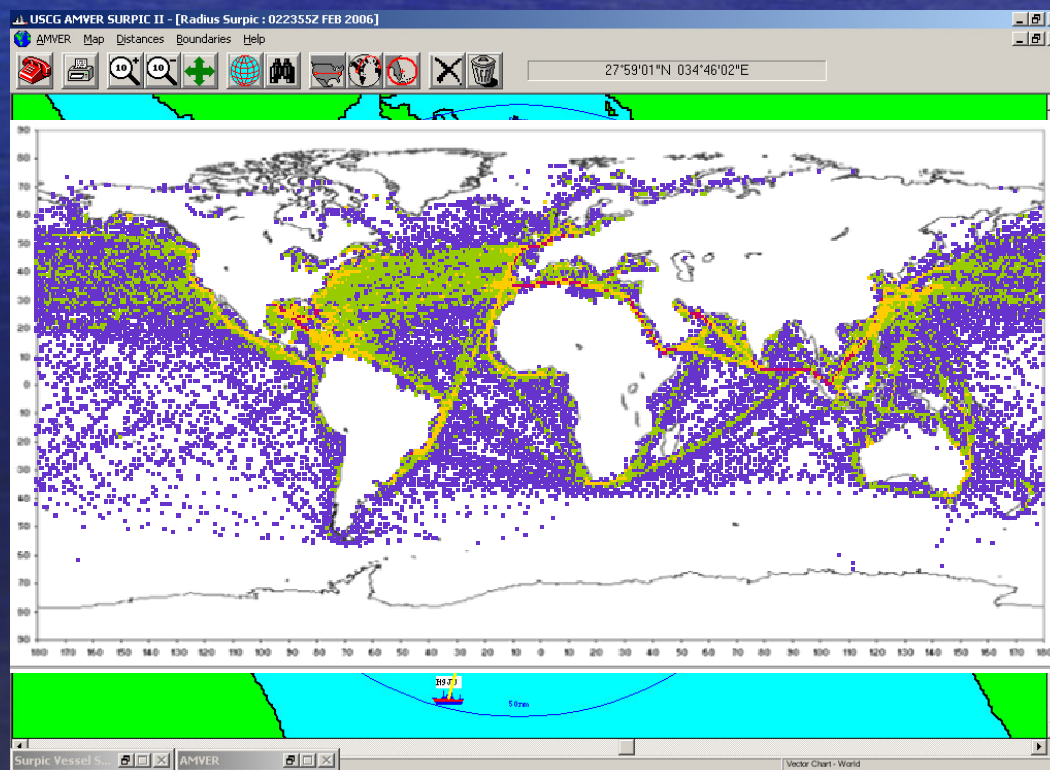 USCG AMVER SURPIC II - [Radius Surpic : 022355Z FEB 2006]
AMVER Map Distances Boundaries Help
10+ 10- 27°59'01"N 034°46'02"E
90
80
70
60
50
40
30
20
10
0
10
20
30
40
50
60
70
80
90
180 170 160 150 140 130 120 110 100 90 80 70 60 50 40 30 20 10 0 10 20 30 40 50 60 70 80 90 100 110 120 130 140 150 160 170 180
50nm
Surpic Vessel S... AMVER
Vector Chart - World